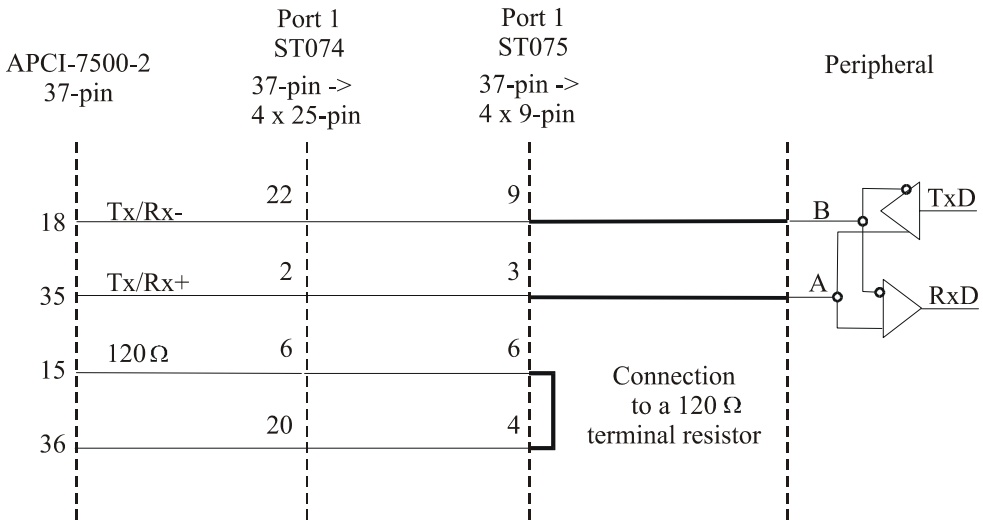 APCI-7500-2
37-pin
Port 1
ST074
37-pin ->
4 x 25-pin
Port 1
ST075
37-pin ->
4 x 9-pin
Peripheral
18
Tx/Rx-
22
9
B
TxD
35
Tx/Rx+
2
3
A
RxD
15
120 Ω
6
6
36
20
4
Connection
to a 120 Ω
terminal resistor